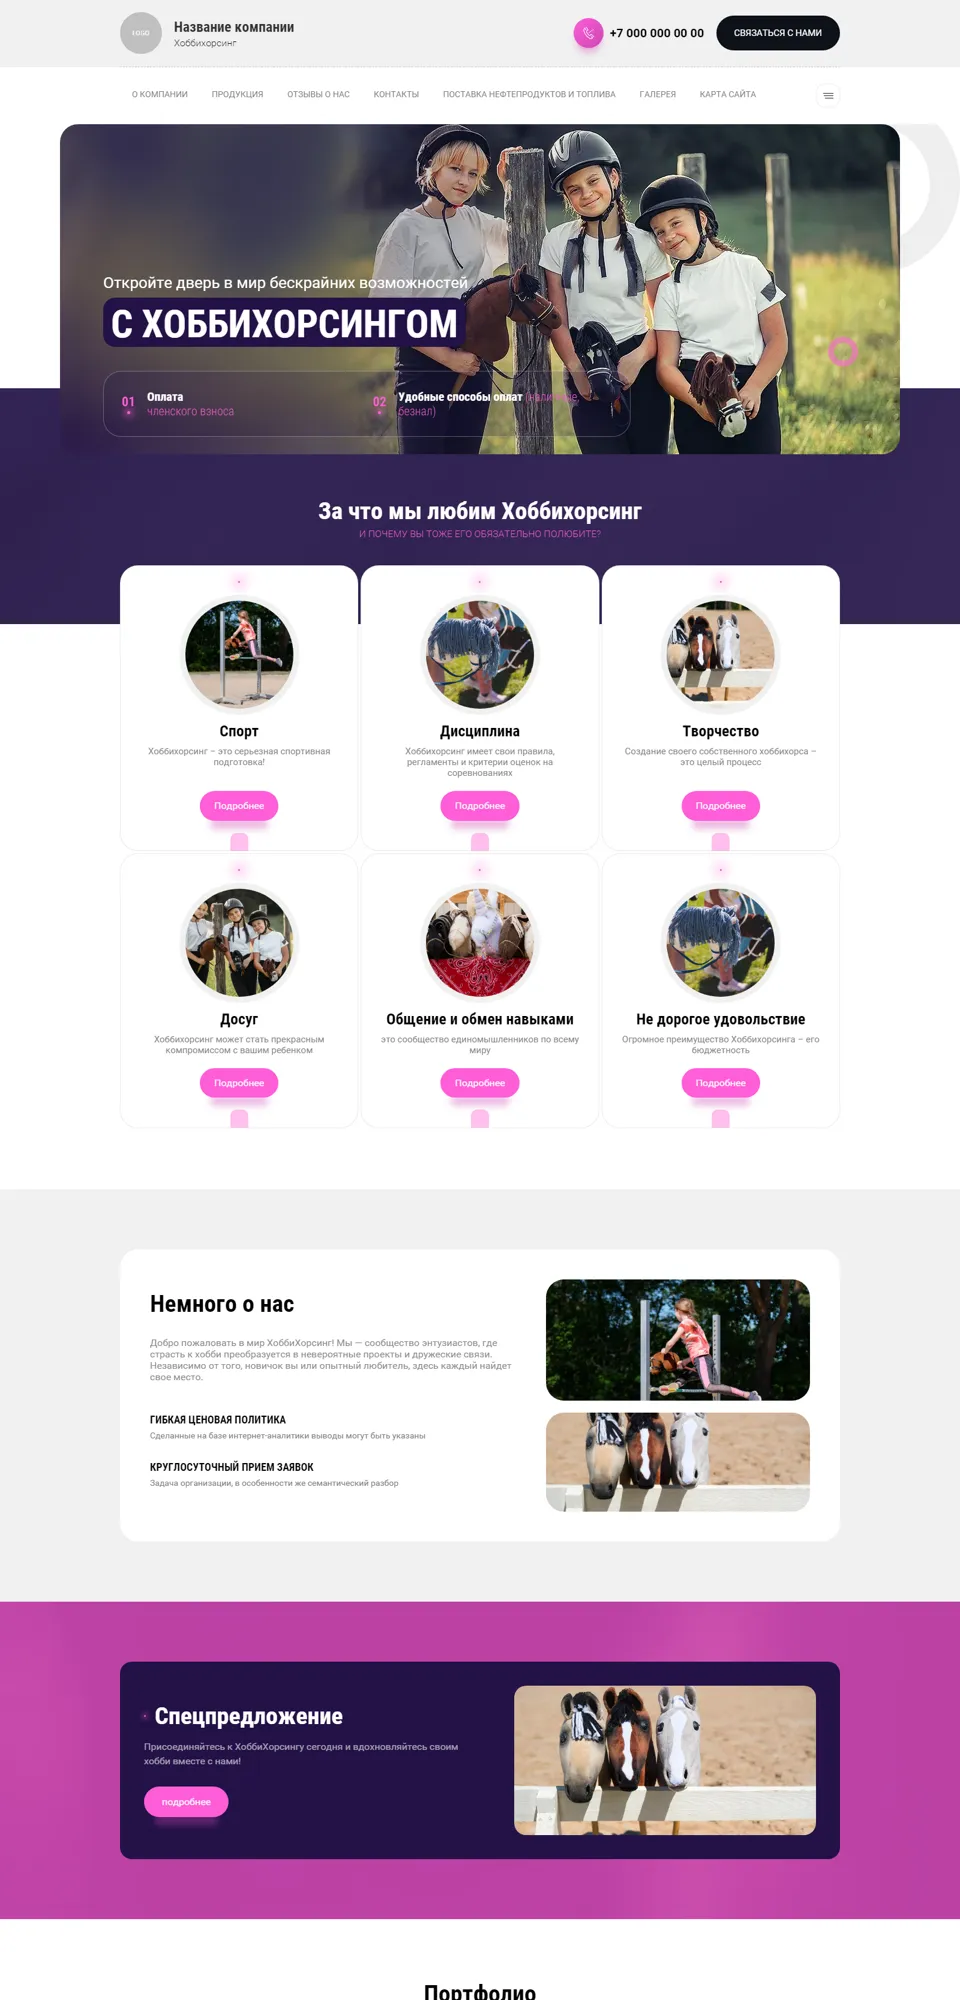 LOGO
Название компании
Хоббихорсинг
+7 000 000 00 00
СВЯЗАТЬСЯ С НАМИ
О КОМПАНИИ
ПРОДУКЦИЯ
ОТЗЫВЫ О НАС
КОНТАКТЫ
ПОСТАВКА НЕФТЕПРОДУКТОВ И ТОПЛИВА
ГАЛЕРЕЯ
КАРТА САЙТА
Откройте дверь в мир бескрайних возможностей
С ХОББИХОРСИНГОМ
01
Оплата
членского взноса
02
Удобные способы оплат (наличные,
безнал)
За что мы любим Хоббихорсинг
И ПОЧЕМУ ВЫ ТОЖЕ ЕГО ОБЯЗАТЕЛЬНО ПОЛЮБИТЕ?
Спорт
Хоббихорсинг – это серьезная спортивная
подготовка!
Подробнее
Дисциплина
Хоббихорсинг имеет свои правила,
регламенты и критерии оценок на
соревнованиях
Подробнее
Творчество
Создание своего собственного хоббихорса –
это целый процесс
Подробнее
Досуг
Хоббихорсинг может стать прекрасным
компромиссом с вашим ребенком
Подробнее
Общение и обмен навыками
это сообщество единомышленников по всему
миру
Подробнее
Не дорогое удовольствие
Огромное преимущество Хоббихорсинга – его
бюджетность
Подробнее
Немного о нас
Добро пожаловать в мир ХоббиХорсинг! Мы — сообщество энтузиастов, где
страсть к хобби преобразуется в невероятные проекты и дружеские связи.
Независимо от того, новичок вы или опытный любитель, здесь каждый найдет
свое место.
ГИБКАЯ ЦЕНОВАЯ ПОЛИТИКА
Сделанные на базе интернет-аналитики выводы могут быть указаны
КРУГЛОСУТОЧНЫЙ ПРИЕМ ЗАЯВОК
Задача организации, в особенности же семантический разбор
Спецпредложение
Присоединяйтесь к ХоббиХорсингу сегодня и вдохновляйтесь своим
хобби вместе с нами!
подробнее
Портфолио